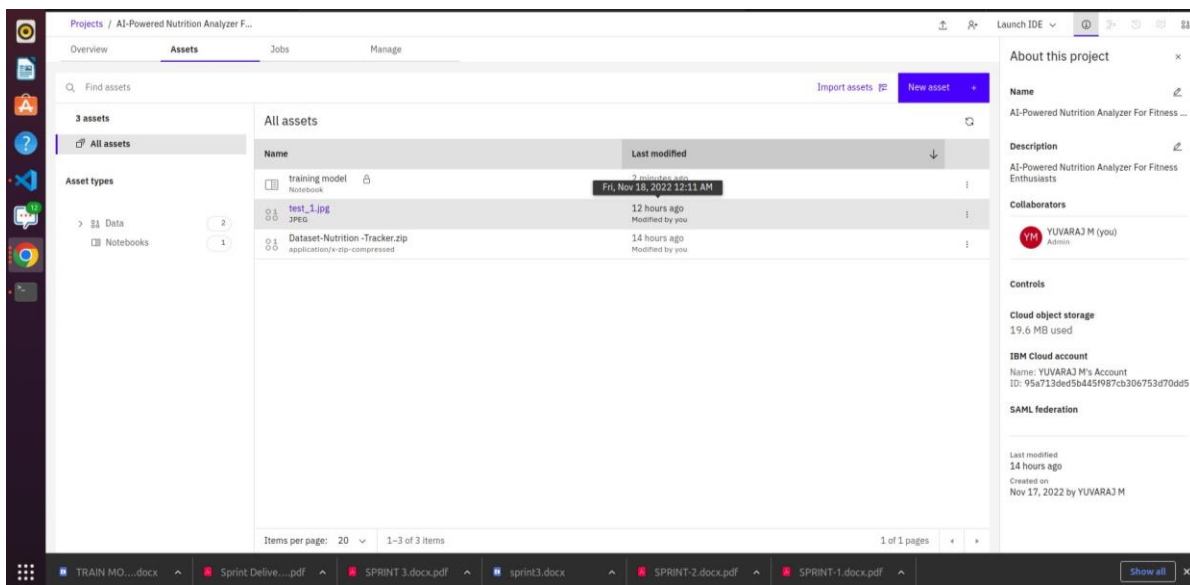 Projects / AI-Powered Nutrition Analyzer F...
Launch IDE
Overview Assets Jobs Manage
Find assets
Import assets
New asset +
3 assets
All assets
Asset types
Data 2
Notebooks 1
All assets
Name Last modified
training model
Notebook
2 minutes ago
Fri, Nov 18, 2022 12:11 AM
test_1.jpg
JPEG
12 hours ago
Modified by you
Dataset-Nutrition -Tracker.zip
application/x-zip-compressed
14 hours ago
Modified by you
Items per page: 20 1–3 of 3 items
1 of 1 pages
About this project
Name
AI-Powered Nutrition Analyzer For Fitness ...
Description
AI-Powered Nutrition Analyzer For Fitness
Enthusiasts
Collaborators
YM
YUVARAJ M (you)
Admin
Controls
Cloud object storage
19.6 MB used
IBM Cloud account
Name: YUVARAJ M's Account
ID: 95a713ded5b445f987cb306753d70dd5
SAML federation
Last modified
14 hours ago
Created on
Nov 17, 2022 by YUVARAJ M
12
TRAIN MO....docx
Sprint Delive....pdf
SPRINT 3.docx.pdf
sprint3.docx
SPRINT-2.docx.pdf
SPRINT-1.docx.pdf
Show all